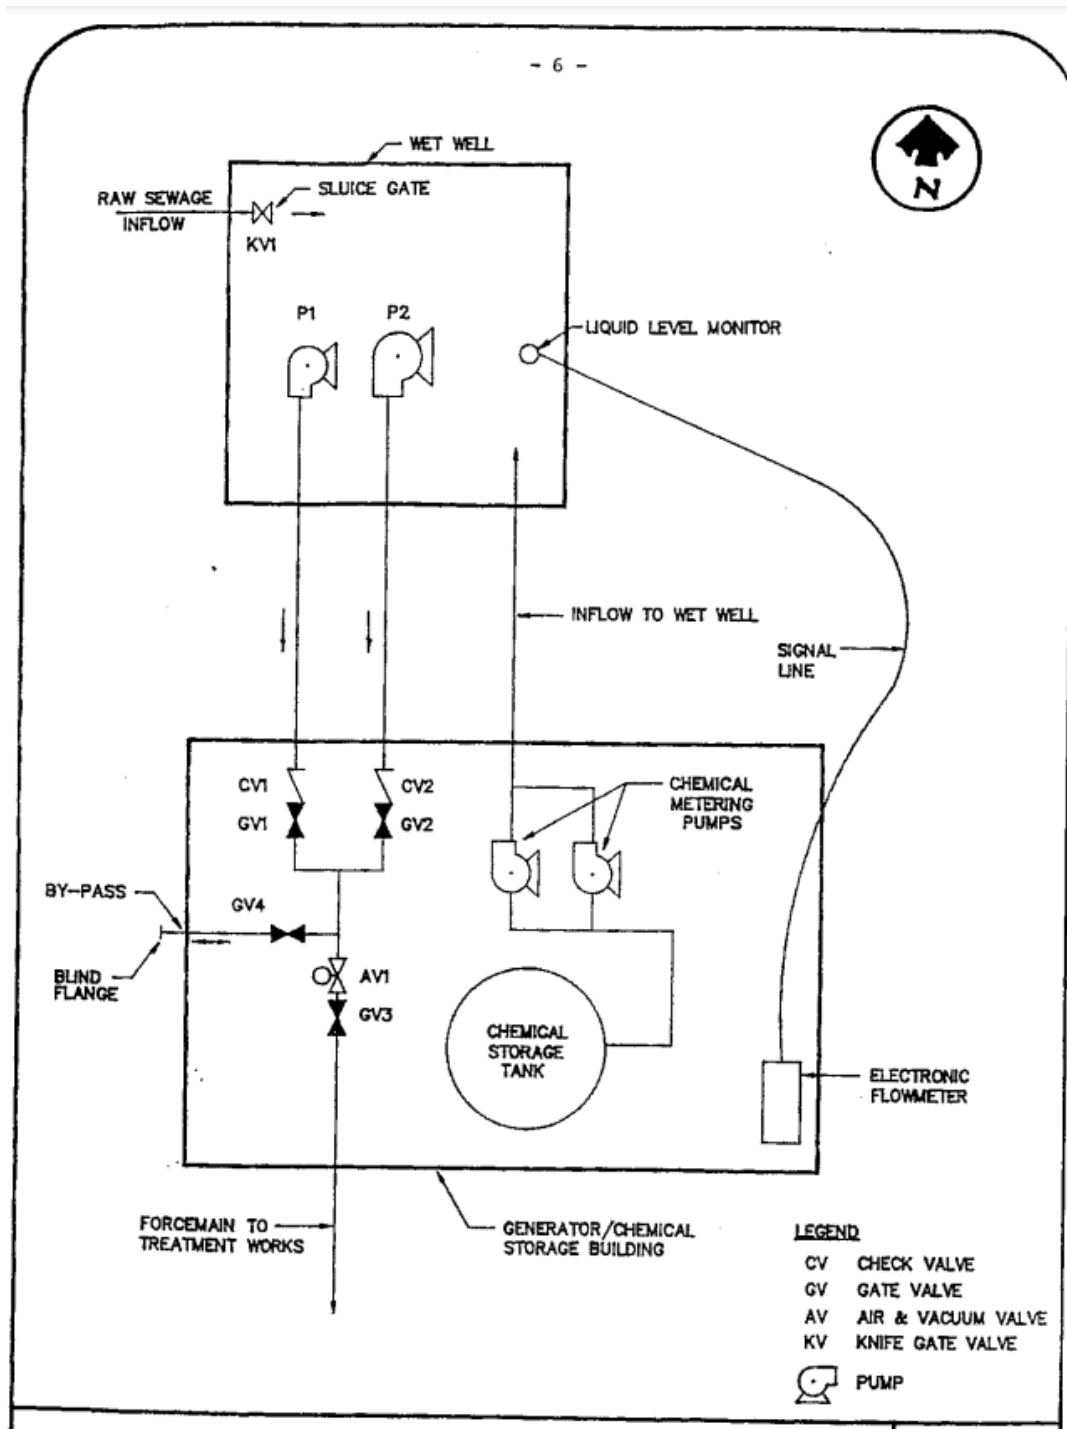 - 6 -
WET WELL
N
RAW SEWAGE
INFLOW
SLUICE GATE
KV1
P1
P2
LIQUID LEVEL MONITOR
INFLOW TO WET WELL
SIGNAL
LINE
CV1
CV2
GV1
GV2
CHEMICAL
METERING
PUMPS
BY-PASS
GV4
BLIND
FLANGE
AV1
GV3
CHEMICAL
STORAGE
TANK
ELECTRONIC
FLOWMETER
FORCEMAIN TO
TREATMENT WORKS
GENERATOR/CHEMICAL
STORAGE BUILDING
LEGEND
CV CHECK VALVE
GV GATE VALVE
AV AIR & VACUUM VALVE
KV KNIFE GATE VALVE
PUMP